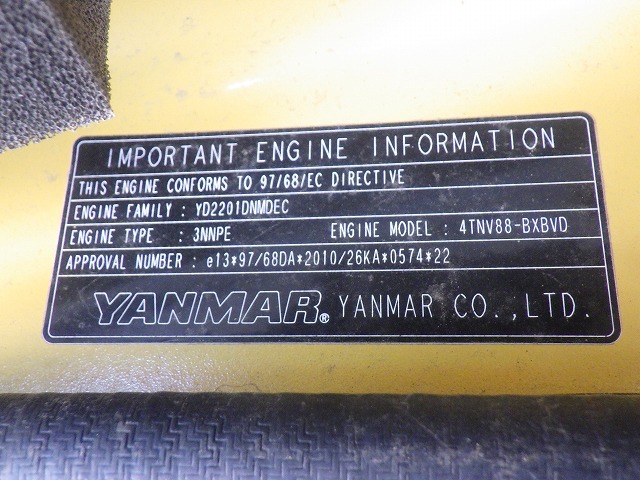 IMPORTANT ENGINE INFORMATION
THIS ENGINE CONFORMS TO 97/68/EC DIRECTIVE
ENGINE FAMILY : YD2201DNMDEC
ENGINE TYPE : 3NNPE ENGINE MODEL : 4TNV88-BXBVD
APPROVAL NUMBER : e13*97/68DA*2010/26KA*0574*22
YANMAR® YANMAR CO.,LTD.